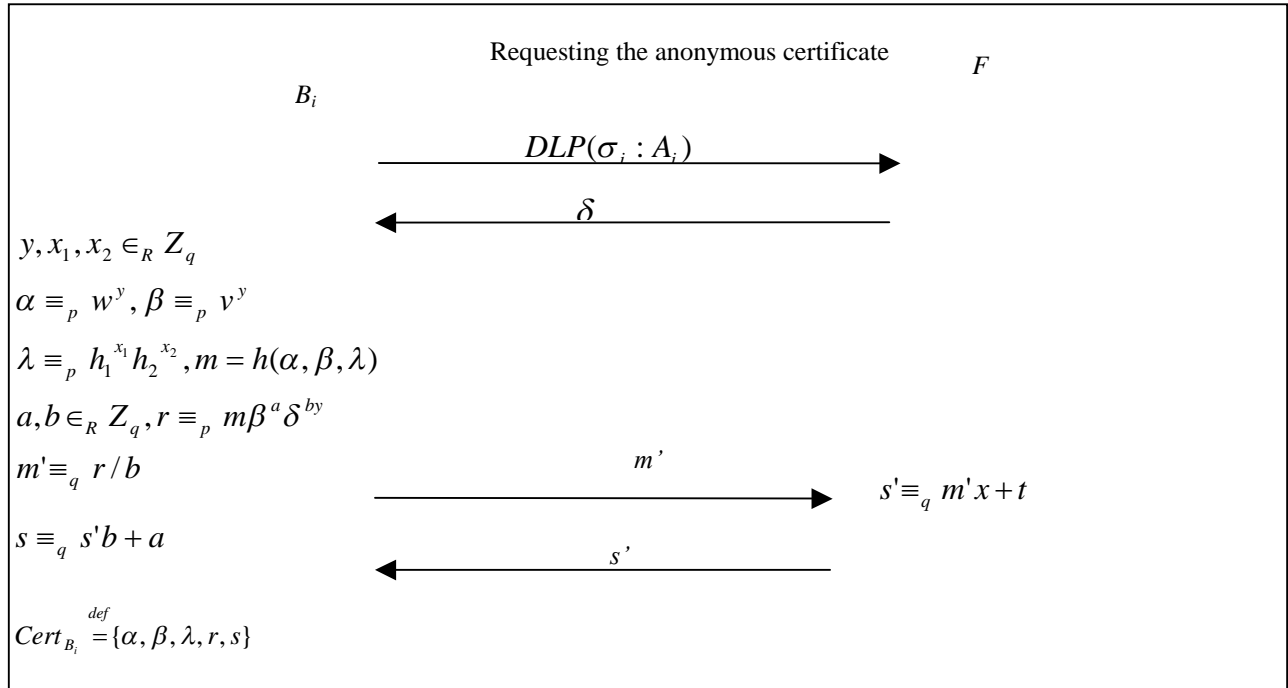 Requesting the anonymous certificate
F
B_i
DLP(σ_i : A_i)
δ
y, x_1, x_2 ∈_R Z_q
α ≡_p w^y, β ≡_p v^y
λ ≡_p h_1^{x_1} h_2^{x_2}, m = h(α, β, λ)
a, b ∈_R Z_q, r ≡_p mβ^a δ^{by}
m' ≡_q r / b
m’
s' ≡_q m'x + t
s ≡_q s'b + a
s’
Cert_{B_i} \overset{def}{=} {α, β, λ, r, s}